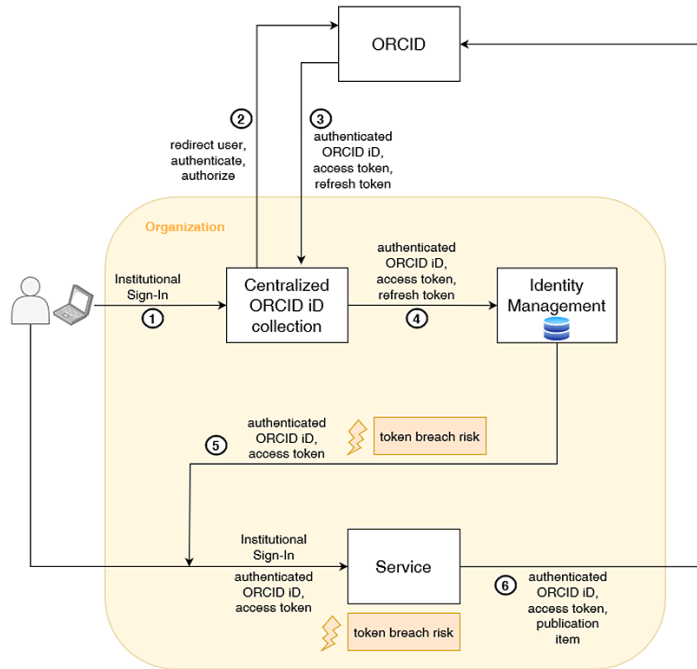 ORCID
2
redirect user,
authenticate,
authorize
3
authenticated
ORCID iD,
access token,
refresh token
Organization
Institutional
Sign-In
1
Centralized
ORCID iD
collection
authenticated
ORCID iD,
access token,
refresh token
4
Identity
Management
5
authenticated
ORCID iD,
access token
token breach risk
Institutional
Sign-In
authenticated
ORCID iD,
access token
Service
token breach risk
6
authenticated
ORCID iD,
access token,
publication
item